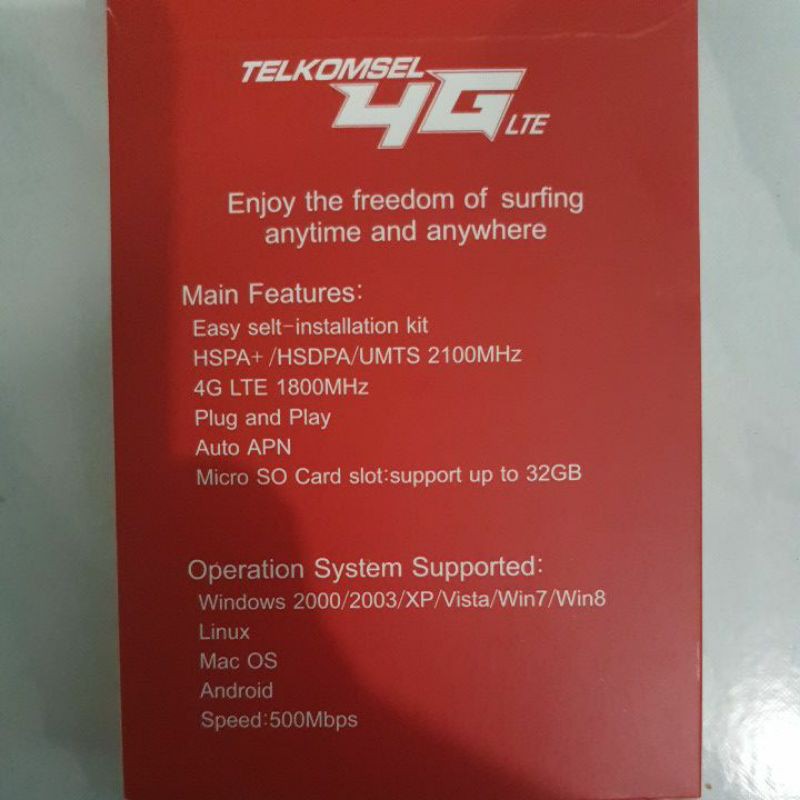 TELKOMSEL
4G LTE
Enjoy the freedom of surfing
anytime and anywhere
Main Features:
Easy selt-installation kit
HSPA+ /HSDPA/UMTS 2100MHz
4G LTE 1800MHz
Plug and Play
Auto APN
Micro SO Card slot:support up to 32GB
Operation System Supported:
Windows 2000/2003/XP/Vista/Win7/Win8
Linux
Mac OS
Android
Speed:500Mbps